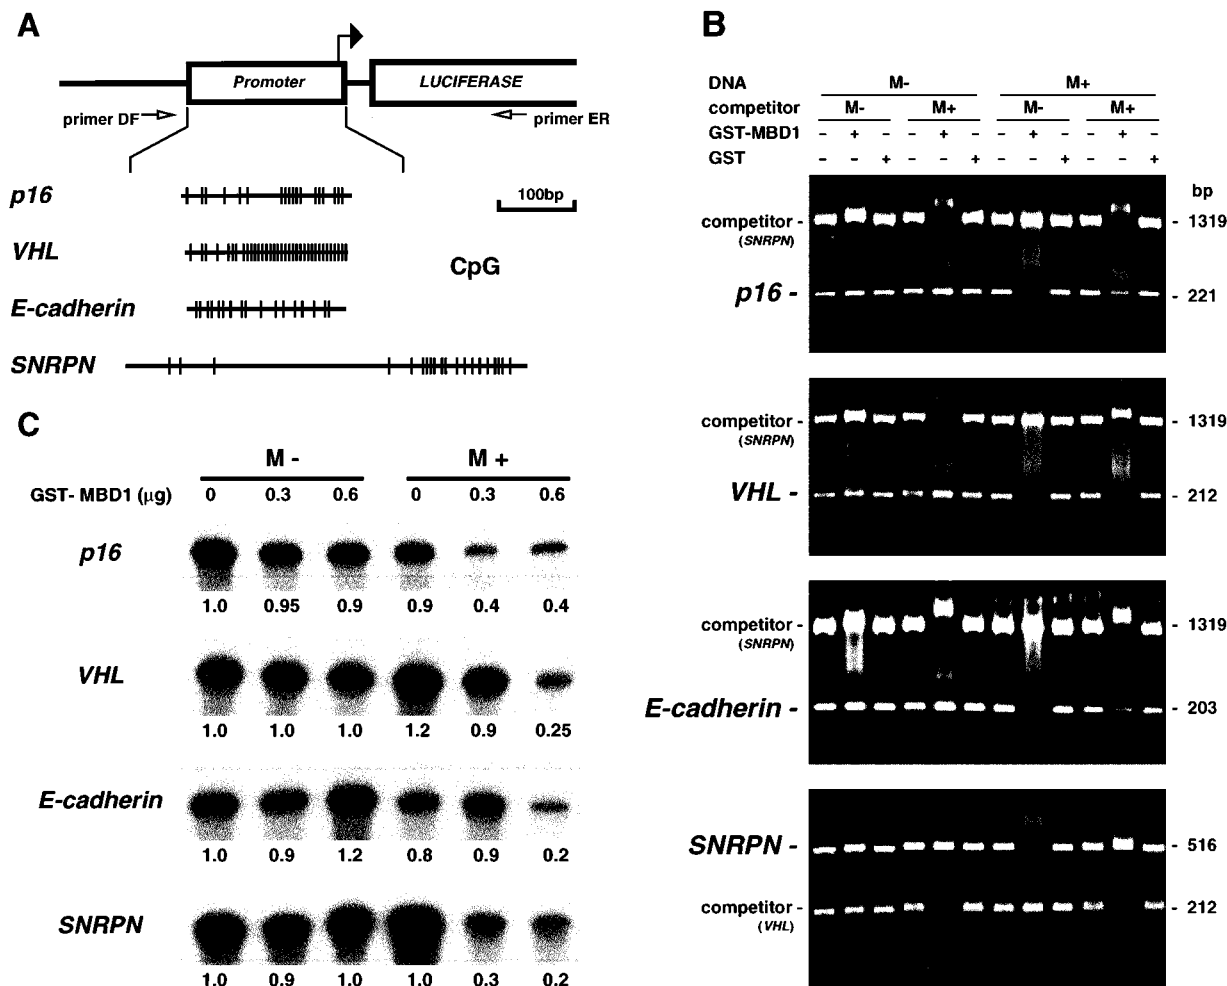 A
Promoter
LUCIFERASE
primer DF
primer ER
p16
100bp
VHL
CpG
E-cadherin
SNRPN
B
DNA M- M+
competitor M- M+ M- M+
GST-MBD1 - + - - + - - + - - + -
GST - - + - - + - - + - - +
bp
competitor - - 1319
(SNRPN)
p16 - - 221
competitor - - 1319
(SNRPN)
VHL - - 212
competitor - - 1319
(SNRPN)
E-cadherin - - 203
SNRPN - - 516
competitor - - 212
(VHL)
C
M - M +
GST- MBD1 (µg) 0 0.3 0.6 0 0.3 0.6
p16
1.0 0.95 0.9 0.9 0.4 0.4
VHL
1.0 1.0 1.0 1.2 0.9 0.25
E-cadherin
1.0 0.9 1.2 0.8 0.9 0.2
SNRPN
1.0 0.9 1.0 1.0 0.3 0.2